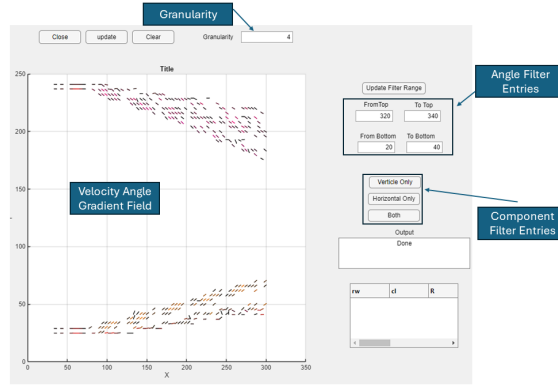 Granularity
Close
update
Clear
Granularity
4
Title
250
200
150
100
50
0
0
50
100
150
200
250
300
350
X
Velocity Angle
Gradient Field
Update Filter Range
FromTop
To Top
320
340
From Bottom
To Bottom
20
40
Angle Filter
Entries
Verticle Only
Horizontal Only
Both
Component
Filter Entries
Output
Done
rw
cl
R